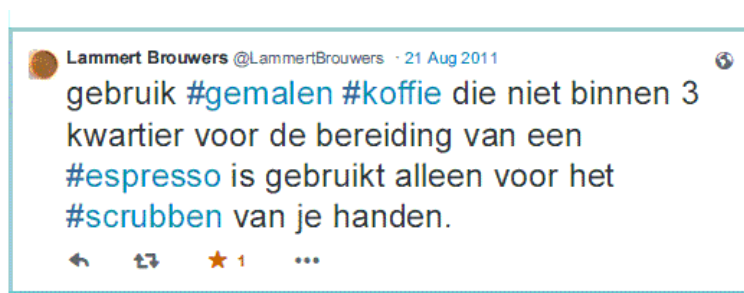 Lammert Brouwers @LammertBrouwers · 21 Aug 2011
gebruik #gemalen #koffie die niet binnen 3
kwartier voor de bereiding van een
#espresso is gebruikt alleen voor het
#scrubben van je handen.
1